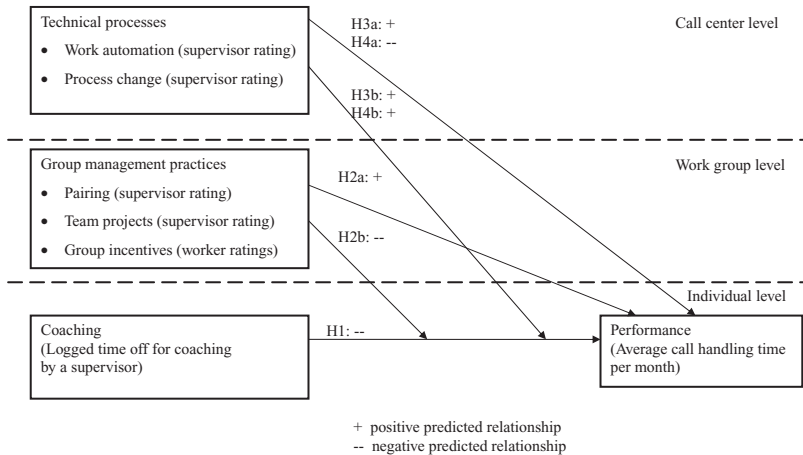 Technical processes
• Work automation (supervisor rating)
• Process change (supervisor rating)
H3a: +
H4a: --
Call center level
H3b: +
H4b: +
Group management practices
• Pairing (supervisor rating)
• Team projects (supervisor rating)
• Group incentives (worker ratings)
H2a: +
H2b: --
Work group level
Individual level
Coaching
(Logged time off for coaching
by a supervisor)
H1: --
Performance
(Average call handling time
per month)
+ positive predicted relationship
-- negative predicted relationship